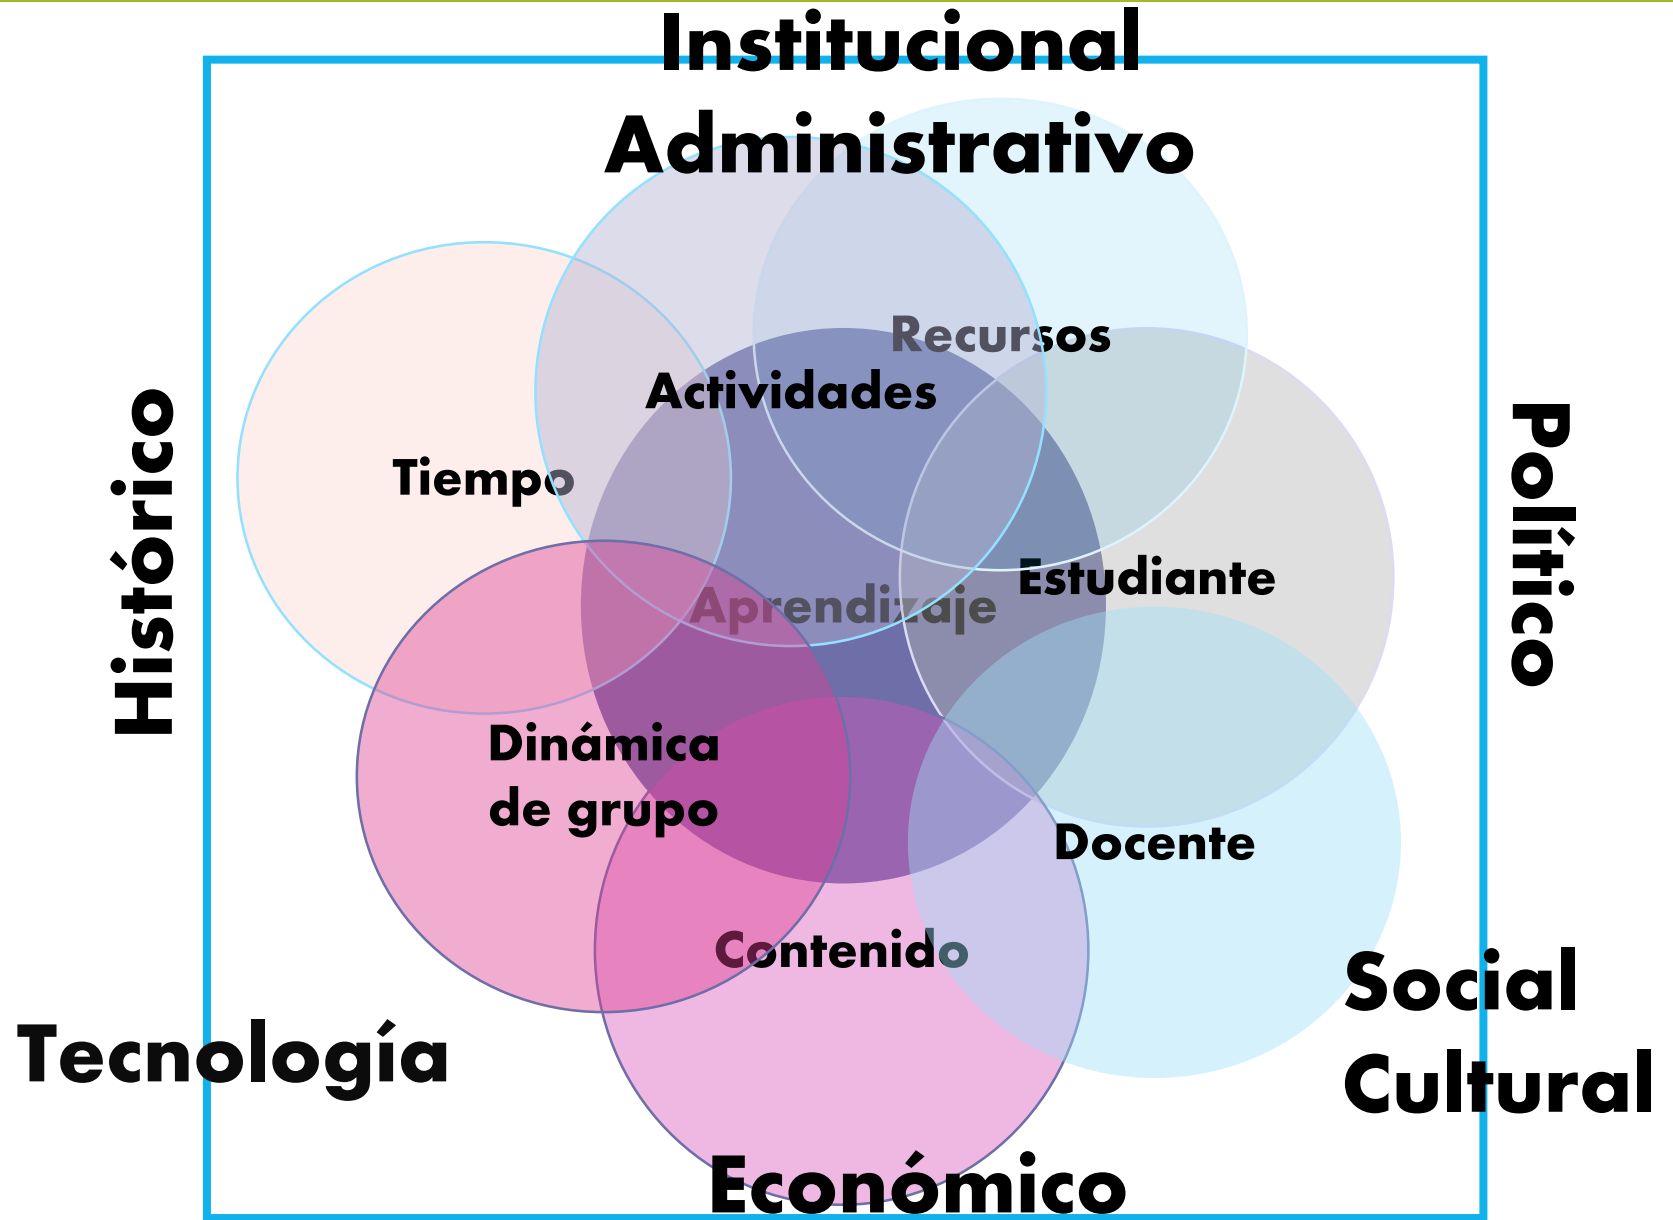 Institucional
Administrativo
Recursos
Actividades
Histórico
Político
Tiempo
Estudiante
Aprendizaje
Dinámica
de grupo
Docente
Contenido
Social
Cultural
Tecnología
Económico